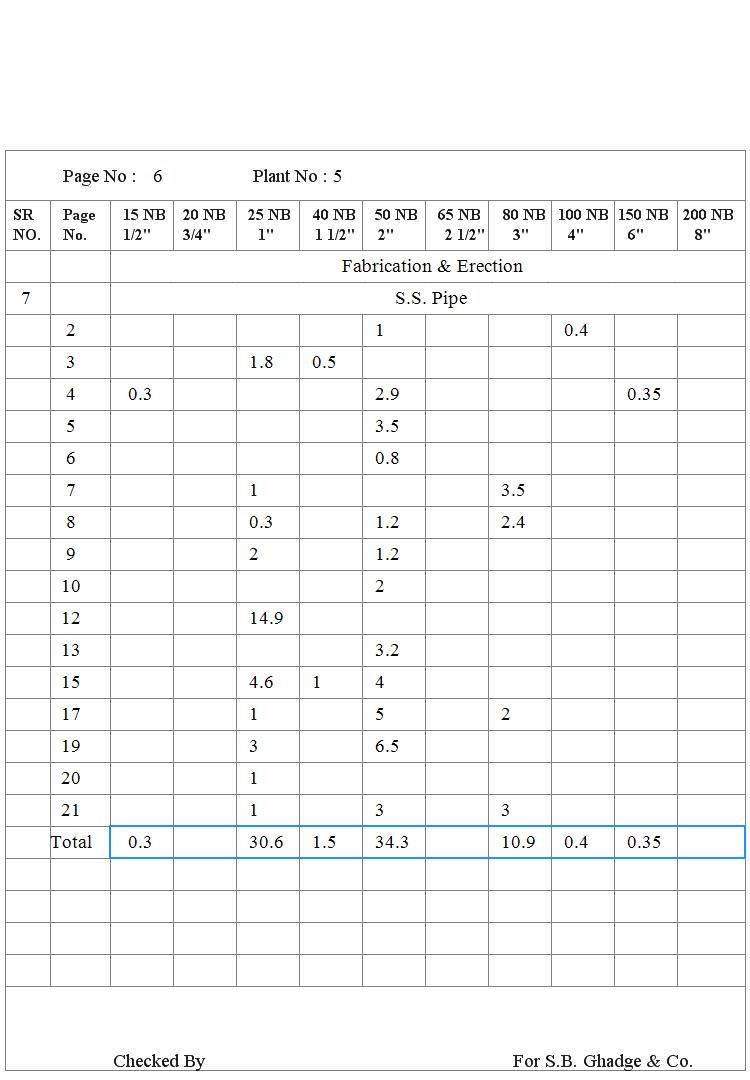 Page No : 6 Plant No : 5
SR NO. Page No. 15 NB 1/2" 20 NB 3/4" 25 NB 1" 40 NB 1 1/2" 50 NB 2" 65 NB 2 1/2" 80 NB 3" 100 NB 4" 150 NB 6" 200 NB 8"
Fabrication & Erection
7 S.S. Pipe
2 1 0.4
3 1.8 0.5
4 0.3 2.9 0.35
5 3.5
6 0.8
7 1 3.5
8 0.3 1.2 2.4
9 2 1.2
10 2
12 14.9
13 3.2
15 4.6 1 4
17 1 5 2
19 3 6.5
20 1
21 1 3 3
Total 0.3 30.6 1.5 34.3 10.9 0.4 0.35
Checked By For S.B. Ghadge & Co.